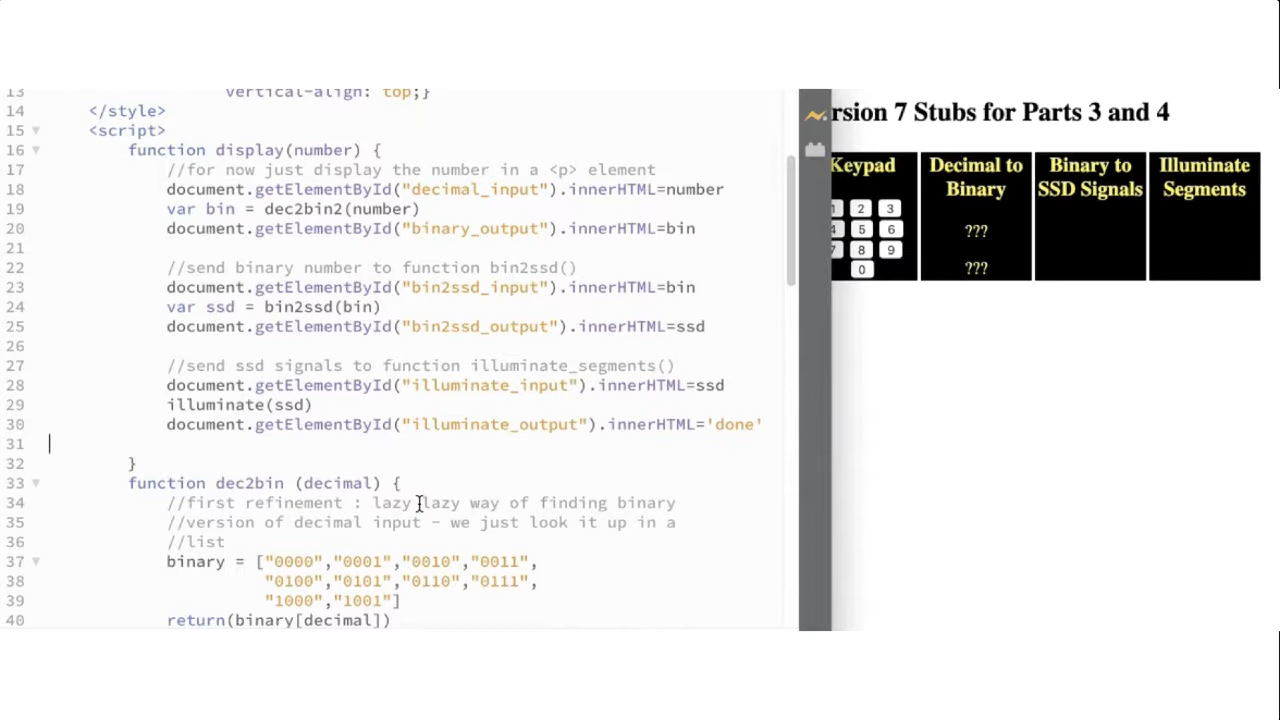 13 vertical-align: top;}
14 </style>
15 <script>
16 function display(number) {
17 //for now just display the number in a <p> element
18 document.getElementById("decimal_input").innerHTML=number
19 var bin = dec2bin2(number)
20 document.getElementById("binary_output").innerHTML=bin
21
22 //send binary number to function bin2ssd()
23 document.getElementById("bin2ssd_input").innerHTML=bin
24 var ssd = bin2ssd(bin)
25 document.getElementById("bin2ssd_output").innerHTML=ssd
26
27 //send ssd signals to function illuminate_segments()
28 document.getElementById("illuminate_input").innerHTML=ssd
29 illuminate(ssd)
30 document.getElementById("illuminate_output").innerHTML='done'
31
32 }
33 function dec2bin (decimal) {
34 //first refinement : lazy lazy way of finding binary
35 //version of decimal input - we just look it up in a
36 //list
37 binary = ["0000","0001","0010","0011",
38 "0100","0101","0110","0111",
39 "1000","1001"]
40 return(binary[decimal])
rsion 7 Stubs for Parts 3 and 4
Keypad
1 2 3
4 5 6
7 8 9
0
Decimal to
Binary
???
???
Binary to
SSD Signals
Illuminate
Segments